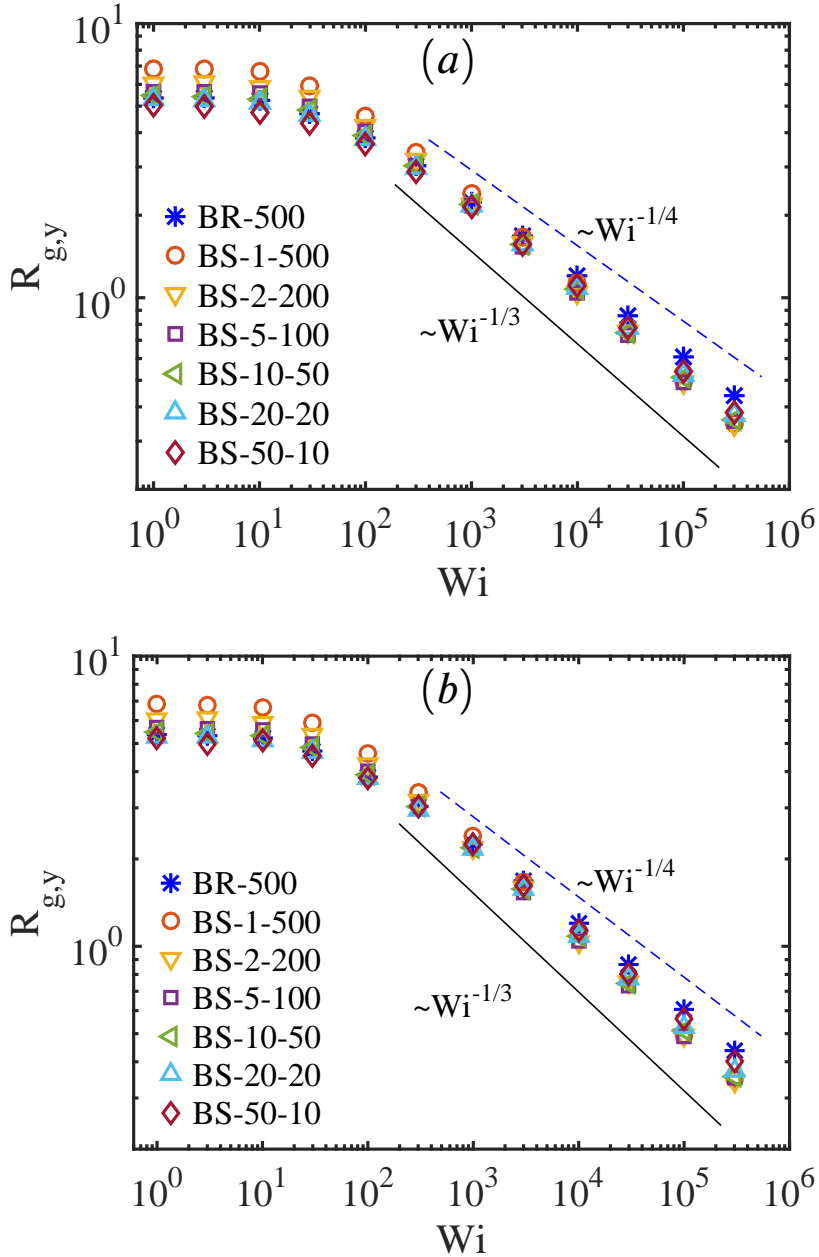 (a)
10^1
10^0
R_{g,y}
~Wi^{-1/4}
~Wi^{-1/3}
BR-500
BS-1-500
BS-2-200
BS-5-100
BS-10-50
BS-20-20
BS-50-10
10^0 10^1 10^2 10^3 10^4 10^5 10^6
Wi
(b)
10^1
10^0
R_{g,y}
~Wi^{-1/4}
~Wi^{-1/3}
BR-500
BS-1-500
BS-2-200
BS-5-100
BS-10-50
BS-20-20
BS-50-10
10^0 10^1 10^2 10^3 10^4 10^5 10^6
Wi